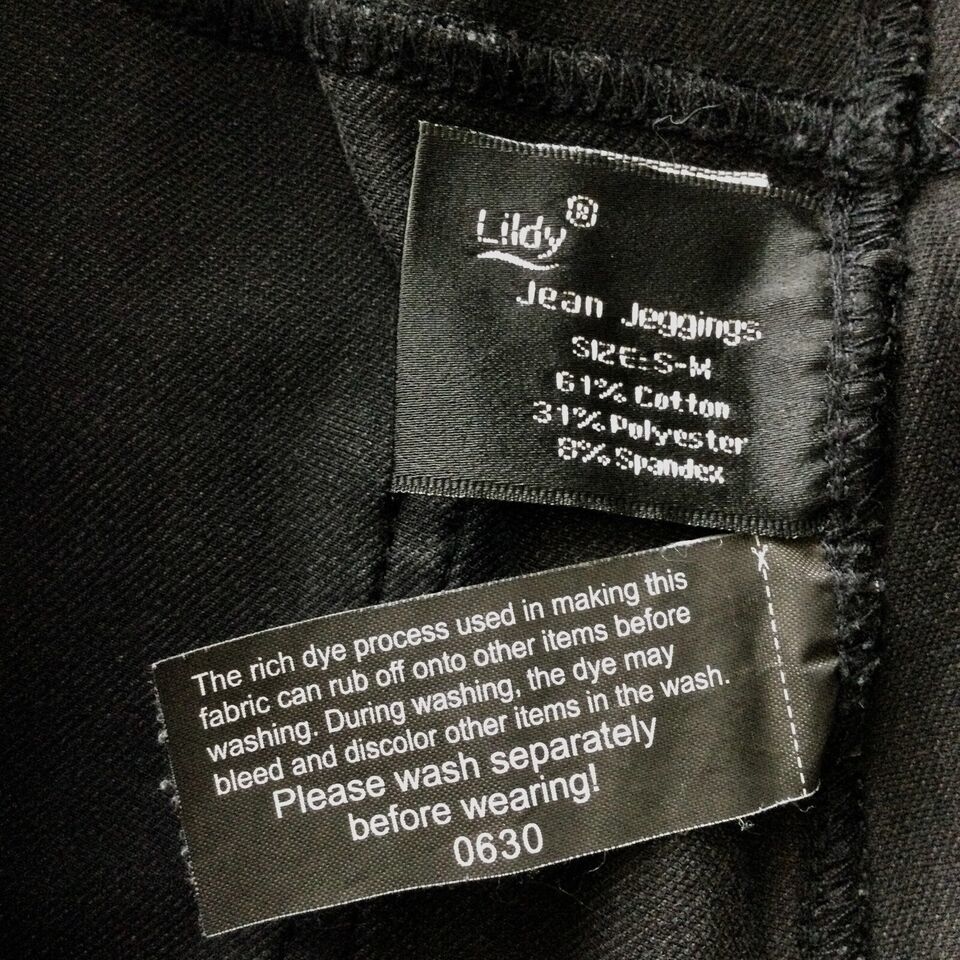 Lildy®
Jean Jeggings
SIZE:S-M
61% Cotton
31% Polyester
8% Spandex
The rich dye process used in making this
fabric can rub off onto other items before
washing. During washing, the dye may
bleed and discolor other items in the wash.
Please wash separately
before wearing!
0630